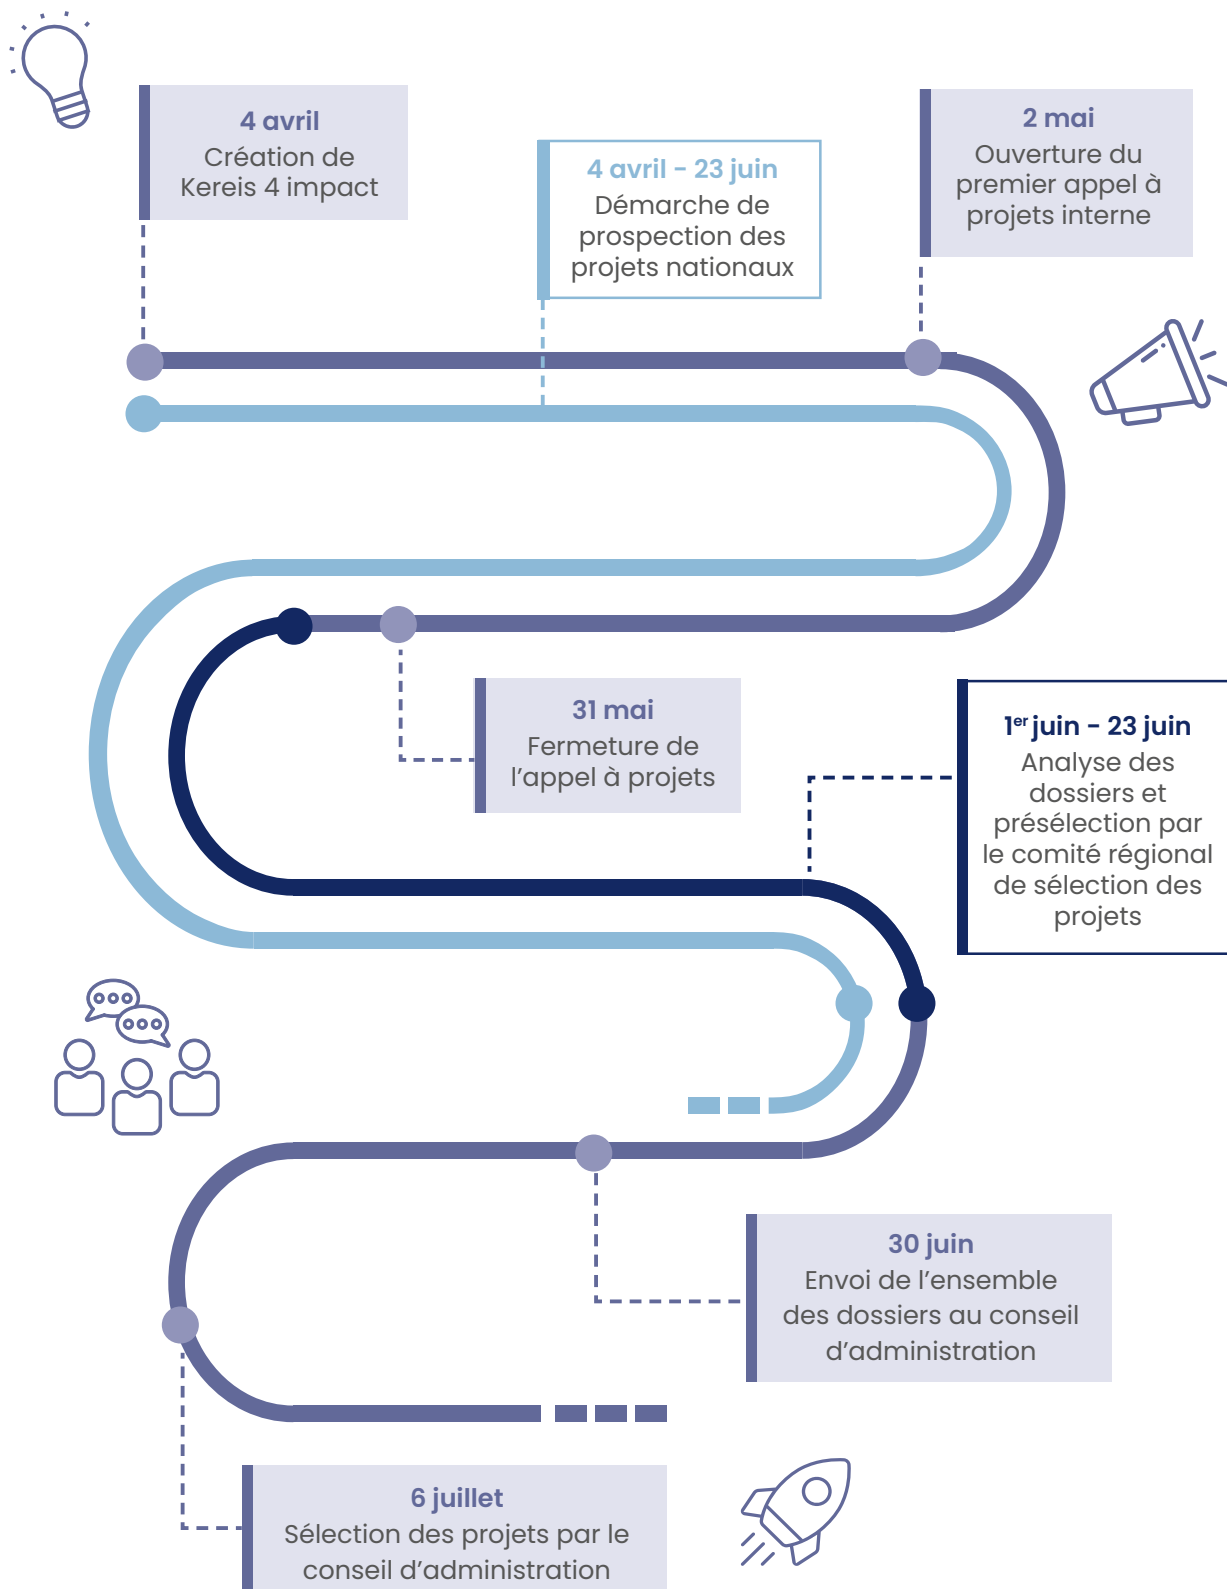 4 avril
Création de
Kereis 4 impact
4 avril - 23 juin
Démarche de
prospection des
projets nationaux
2 mai
Ouverture du
premier appel à
projets interne
31 mai
Fermeture de
l’appel à projets
1er juin - 23 juin
Analyse des
dossiers et
présélection par
le comité régional
de sélection des
projets
30 juin
Envoi de l’ensemble
des dossiers au conseil
d’administration
6 juillet
Sélection des projets par le
conseil d’administration